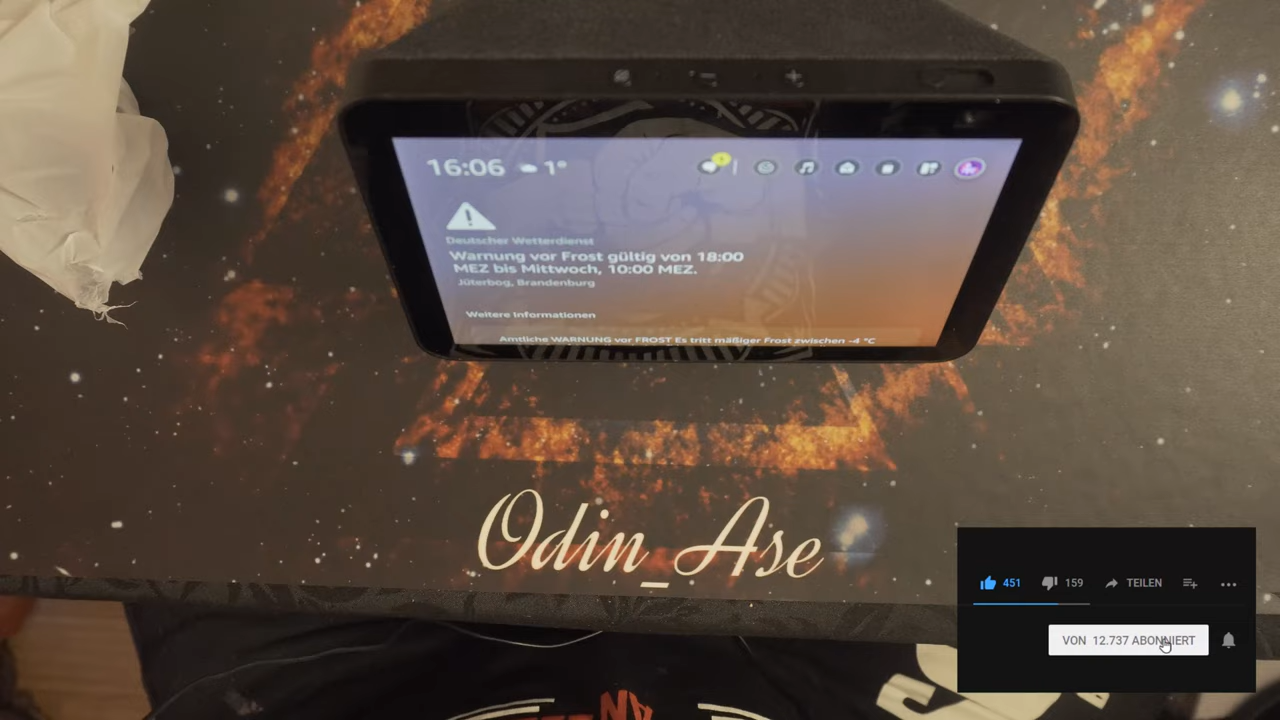 16:06 1°
Deutscher Wetterdienst
Warnung vor Frost gültig von 18:00
MEZ bis Mittwoch, 10:00 MEZ.
Jüterbog, Brandenburg
Weitere Informationen
Amtliche WARNUNG vor FROST Es tritt mäßiger Frost zwischen -4 °C
Odin_Ase
451 159 TEILEN
VON 12.737 ABONNIERT